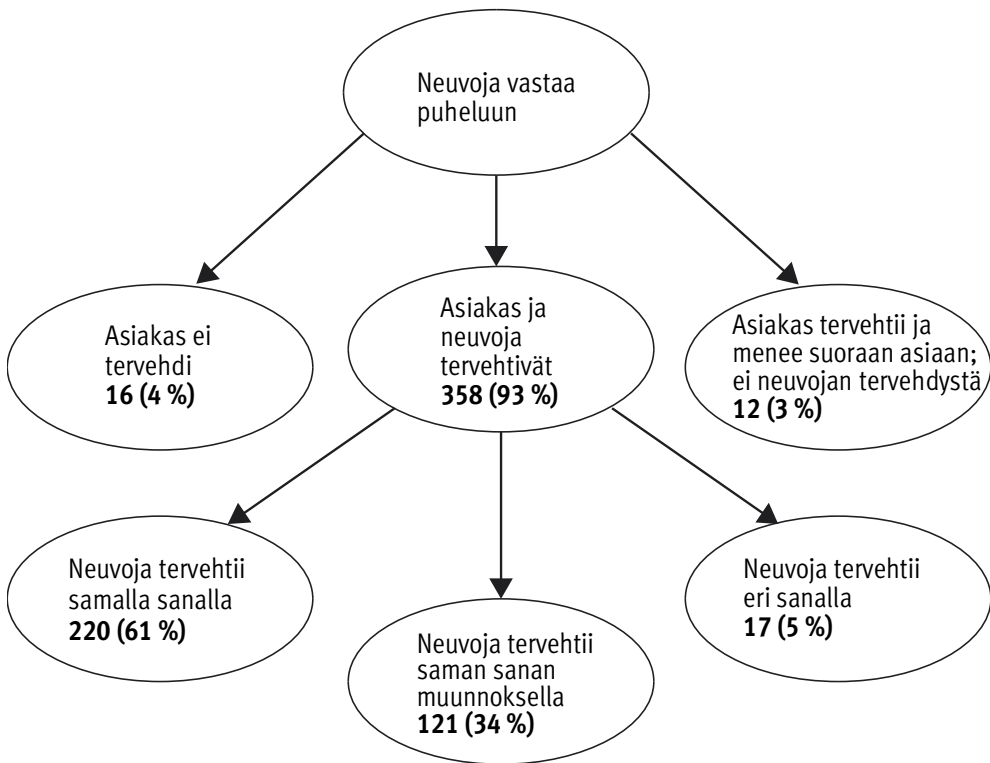 Neuvoja vastaa
puheluun
Asiakas ei
tervehdi
16 (4 %)
Asiakas ja
neuvoja
tervehtivät
358 (93 %)
Asiakas tervehtii ja
menee suoraan asiaan;
ei neuvojan tervehdystä
12 (3 %)
Neuvoja tervehtii
samalla sanalla
220 (61 %)
Neuvoja tervehtii
saman sanan
muunnoksella
121 (34 %)
Neuvoja tervehtii
eri sanalla
17 (5 %)